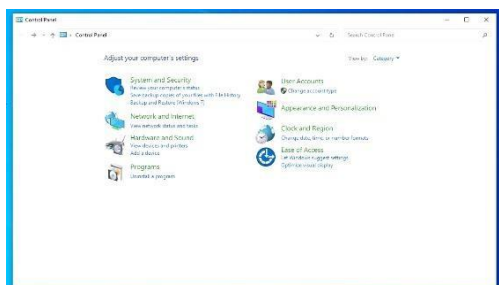 Control Panel
Control Panel
Search Control Panel
Adjust your computer's settings
View by: Category
System and Security
Review your computer's status
Save backup copies of your files with File History
Backup and Restore (Windows 7)
Network and Internet
View network status and tasks
Hardware and Sound
View devices and printers
Add a device
Programs
Uninstall a program
User Accounts
Change account type
Appearance and Personalization
Clock and Region
Change date, time, or number formats
Ease of Access
Let Windows suggest settings
Optimize visual display